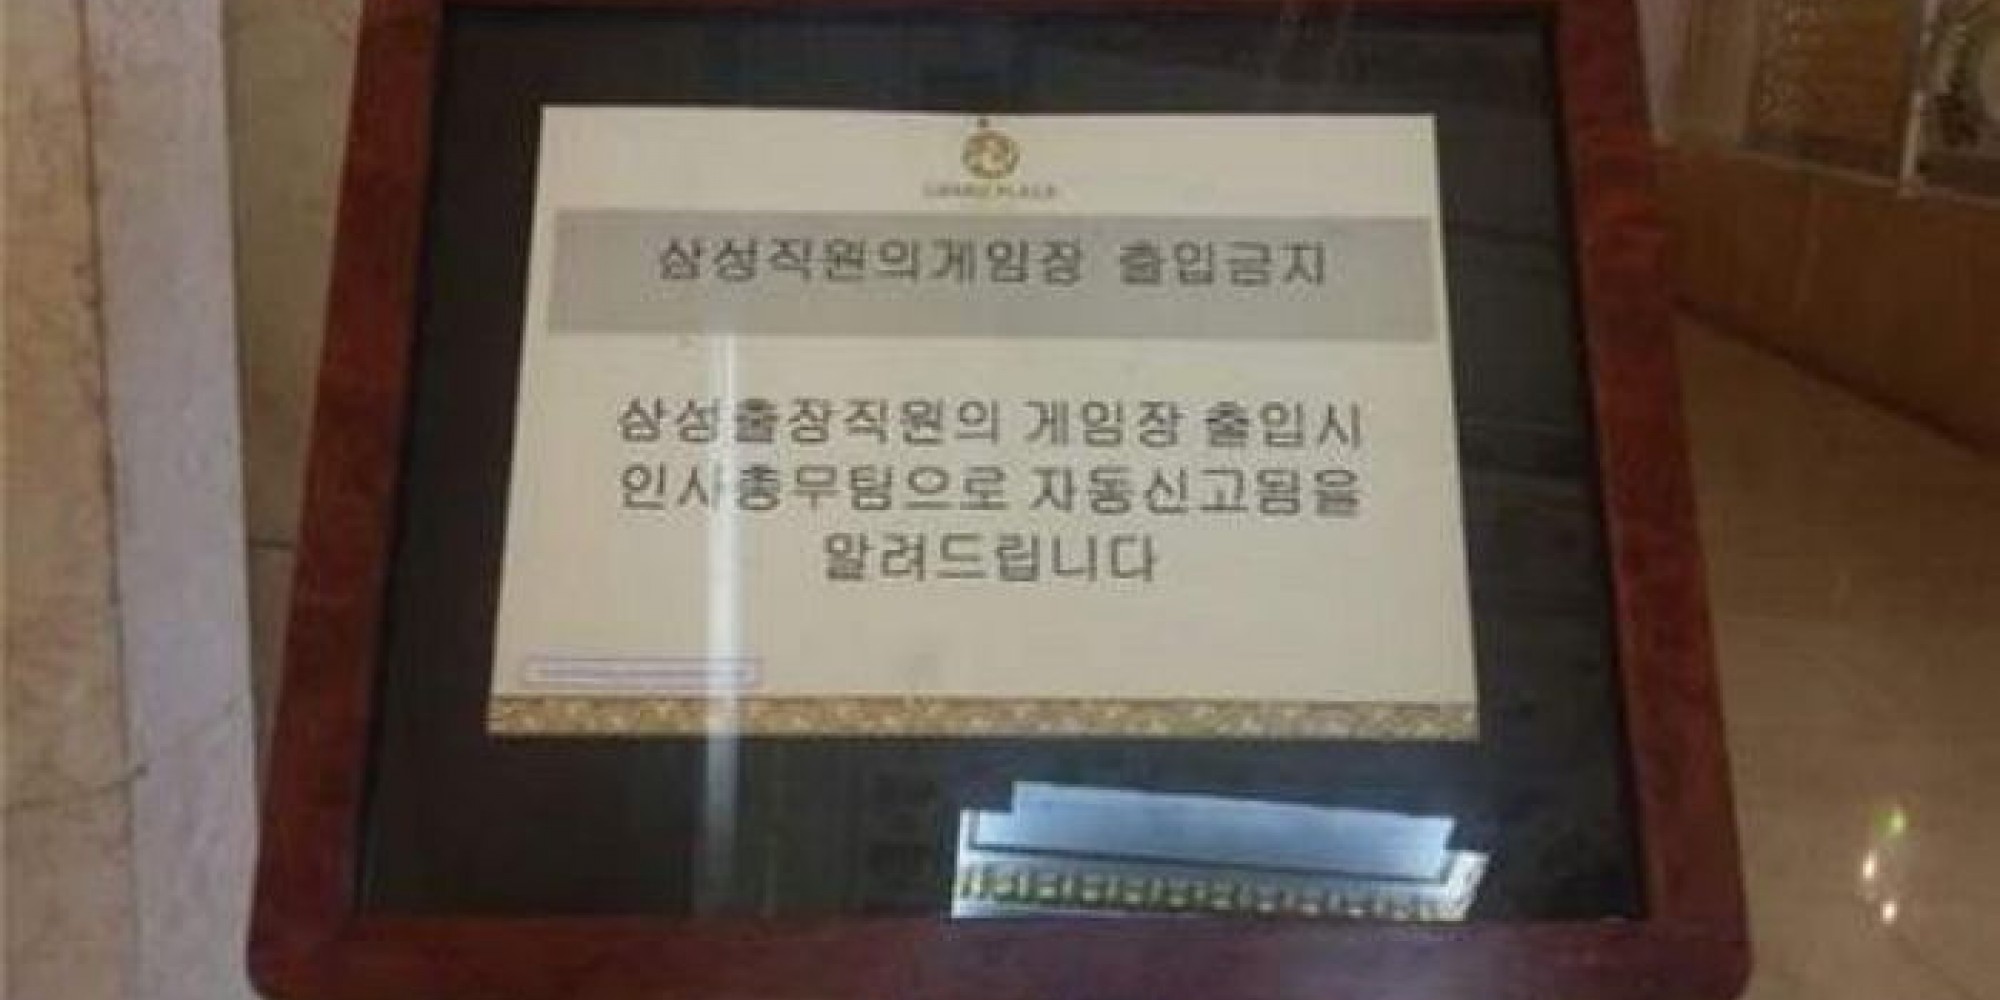 GRAND PLAZA
삼성직원의게임장 출입금지
삼성출장직원의 게임장 출입시
인사총무팀으로 자동신고됨을
알려드립니다